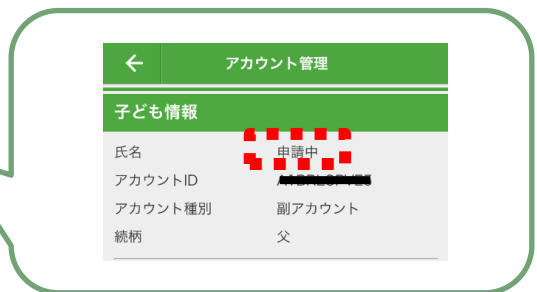 ← アカウント管理
子ども情報
氏名 申請中
アカウントID
アカウント種別 副アカウント
続柄 父